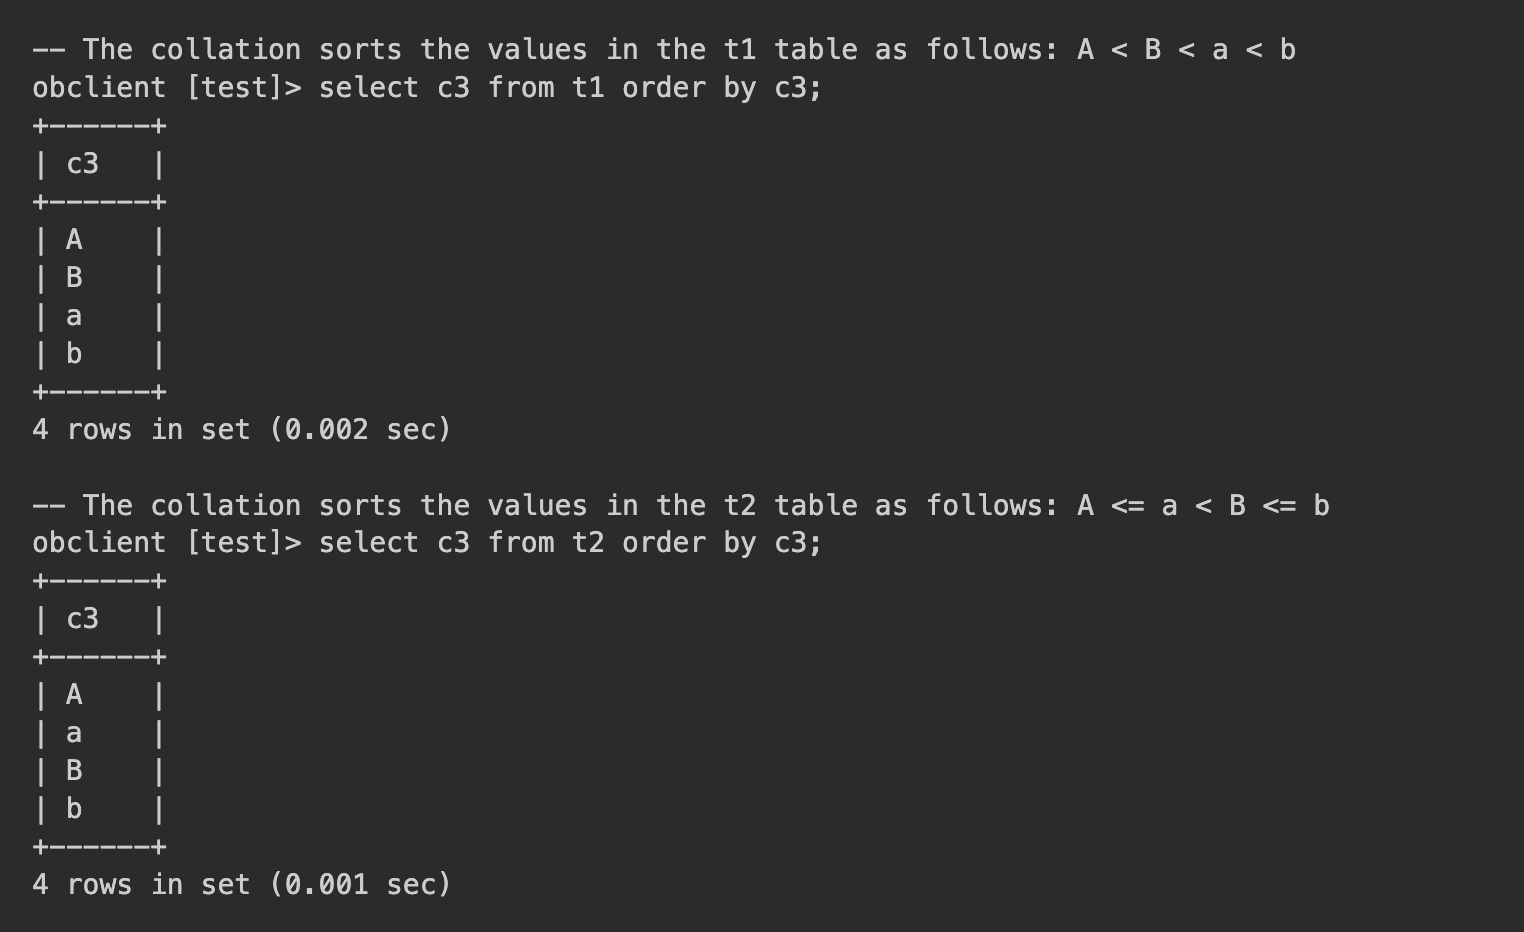 -- The collation sorts the values in the t1 table as follows: A < B < a < b
obclient [test]> select c3 from t1 order by c3;
+------+
| c3   |
+------+
| A    |
| B    |
| a    |
| b    |
+------+
4 rows in set (0.002 sec)

-- The collation sorts the values in the t2 table as follows: A <= a < B <= b
obclient [test]> select c3 from t2 order by c3;
+------+
| c3   |
+------+
| A    |
| a    |
| B    |
| b    |
+------+
4 rows in set (0.001 sec)